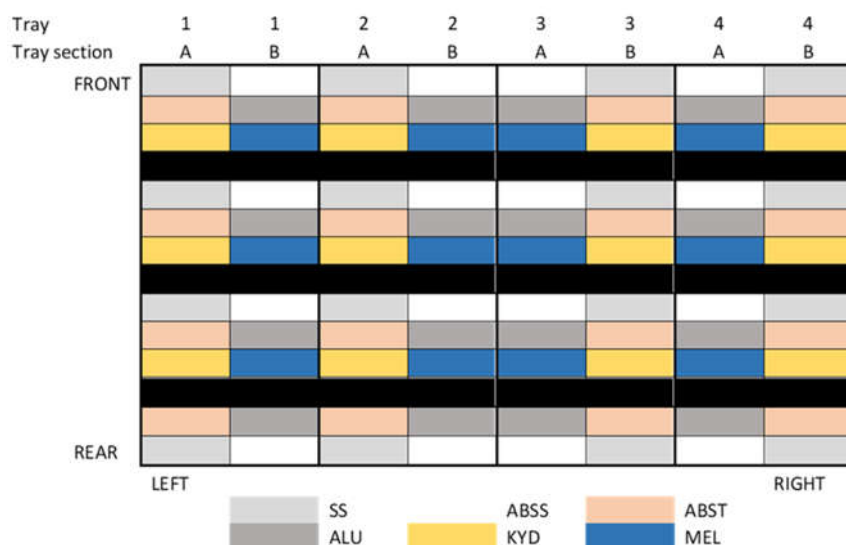 Tray 1 1 2 2 3 3 4 4
Tray section A B A B A B A B
FRONT
REAR
LEFT RIGHT
SS ABSS ABST
ALU KYD MEL